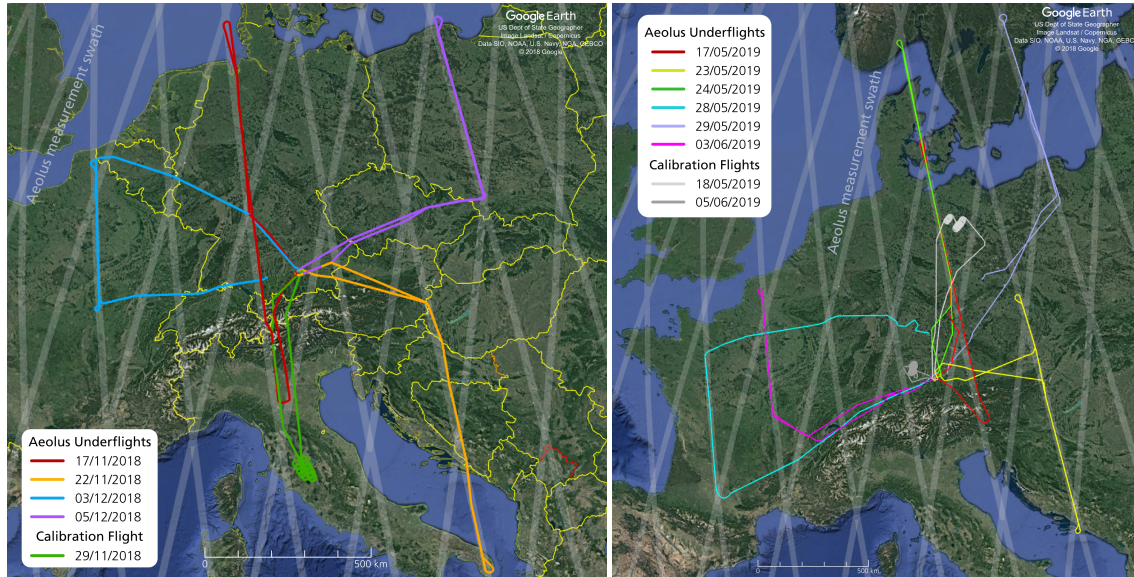 Google Earth
US Dept of State Geographer
Image Landsat / Copernicus
Data SIO, NOAA, U.S. Navy, NGA, GEBCO
© 2018 Google
Aeolus measurement swath
Aeolus Underflights
17/11/2018
22/11/2018
03/12/2018
05/12/2018
Calibration Flight
29/11/2018
0
500 km
Google Earth
US Dept of State Geographer
Image Landsat / Copernicus
Data SIO, NOAA, U.S. Navy, NGA, GEBCO
© 2018 Google
Aeolus Underflights
17/05/2019
23/05/2019
24/05/2019
28/05/2019
29/05/2019
03/06/2019
Calibration Flights
18/05/2019
05/06/2019
Aeolus measurement swath
0
500 km